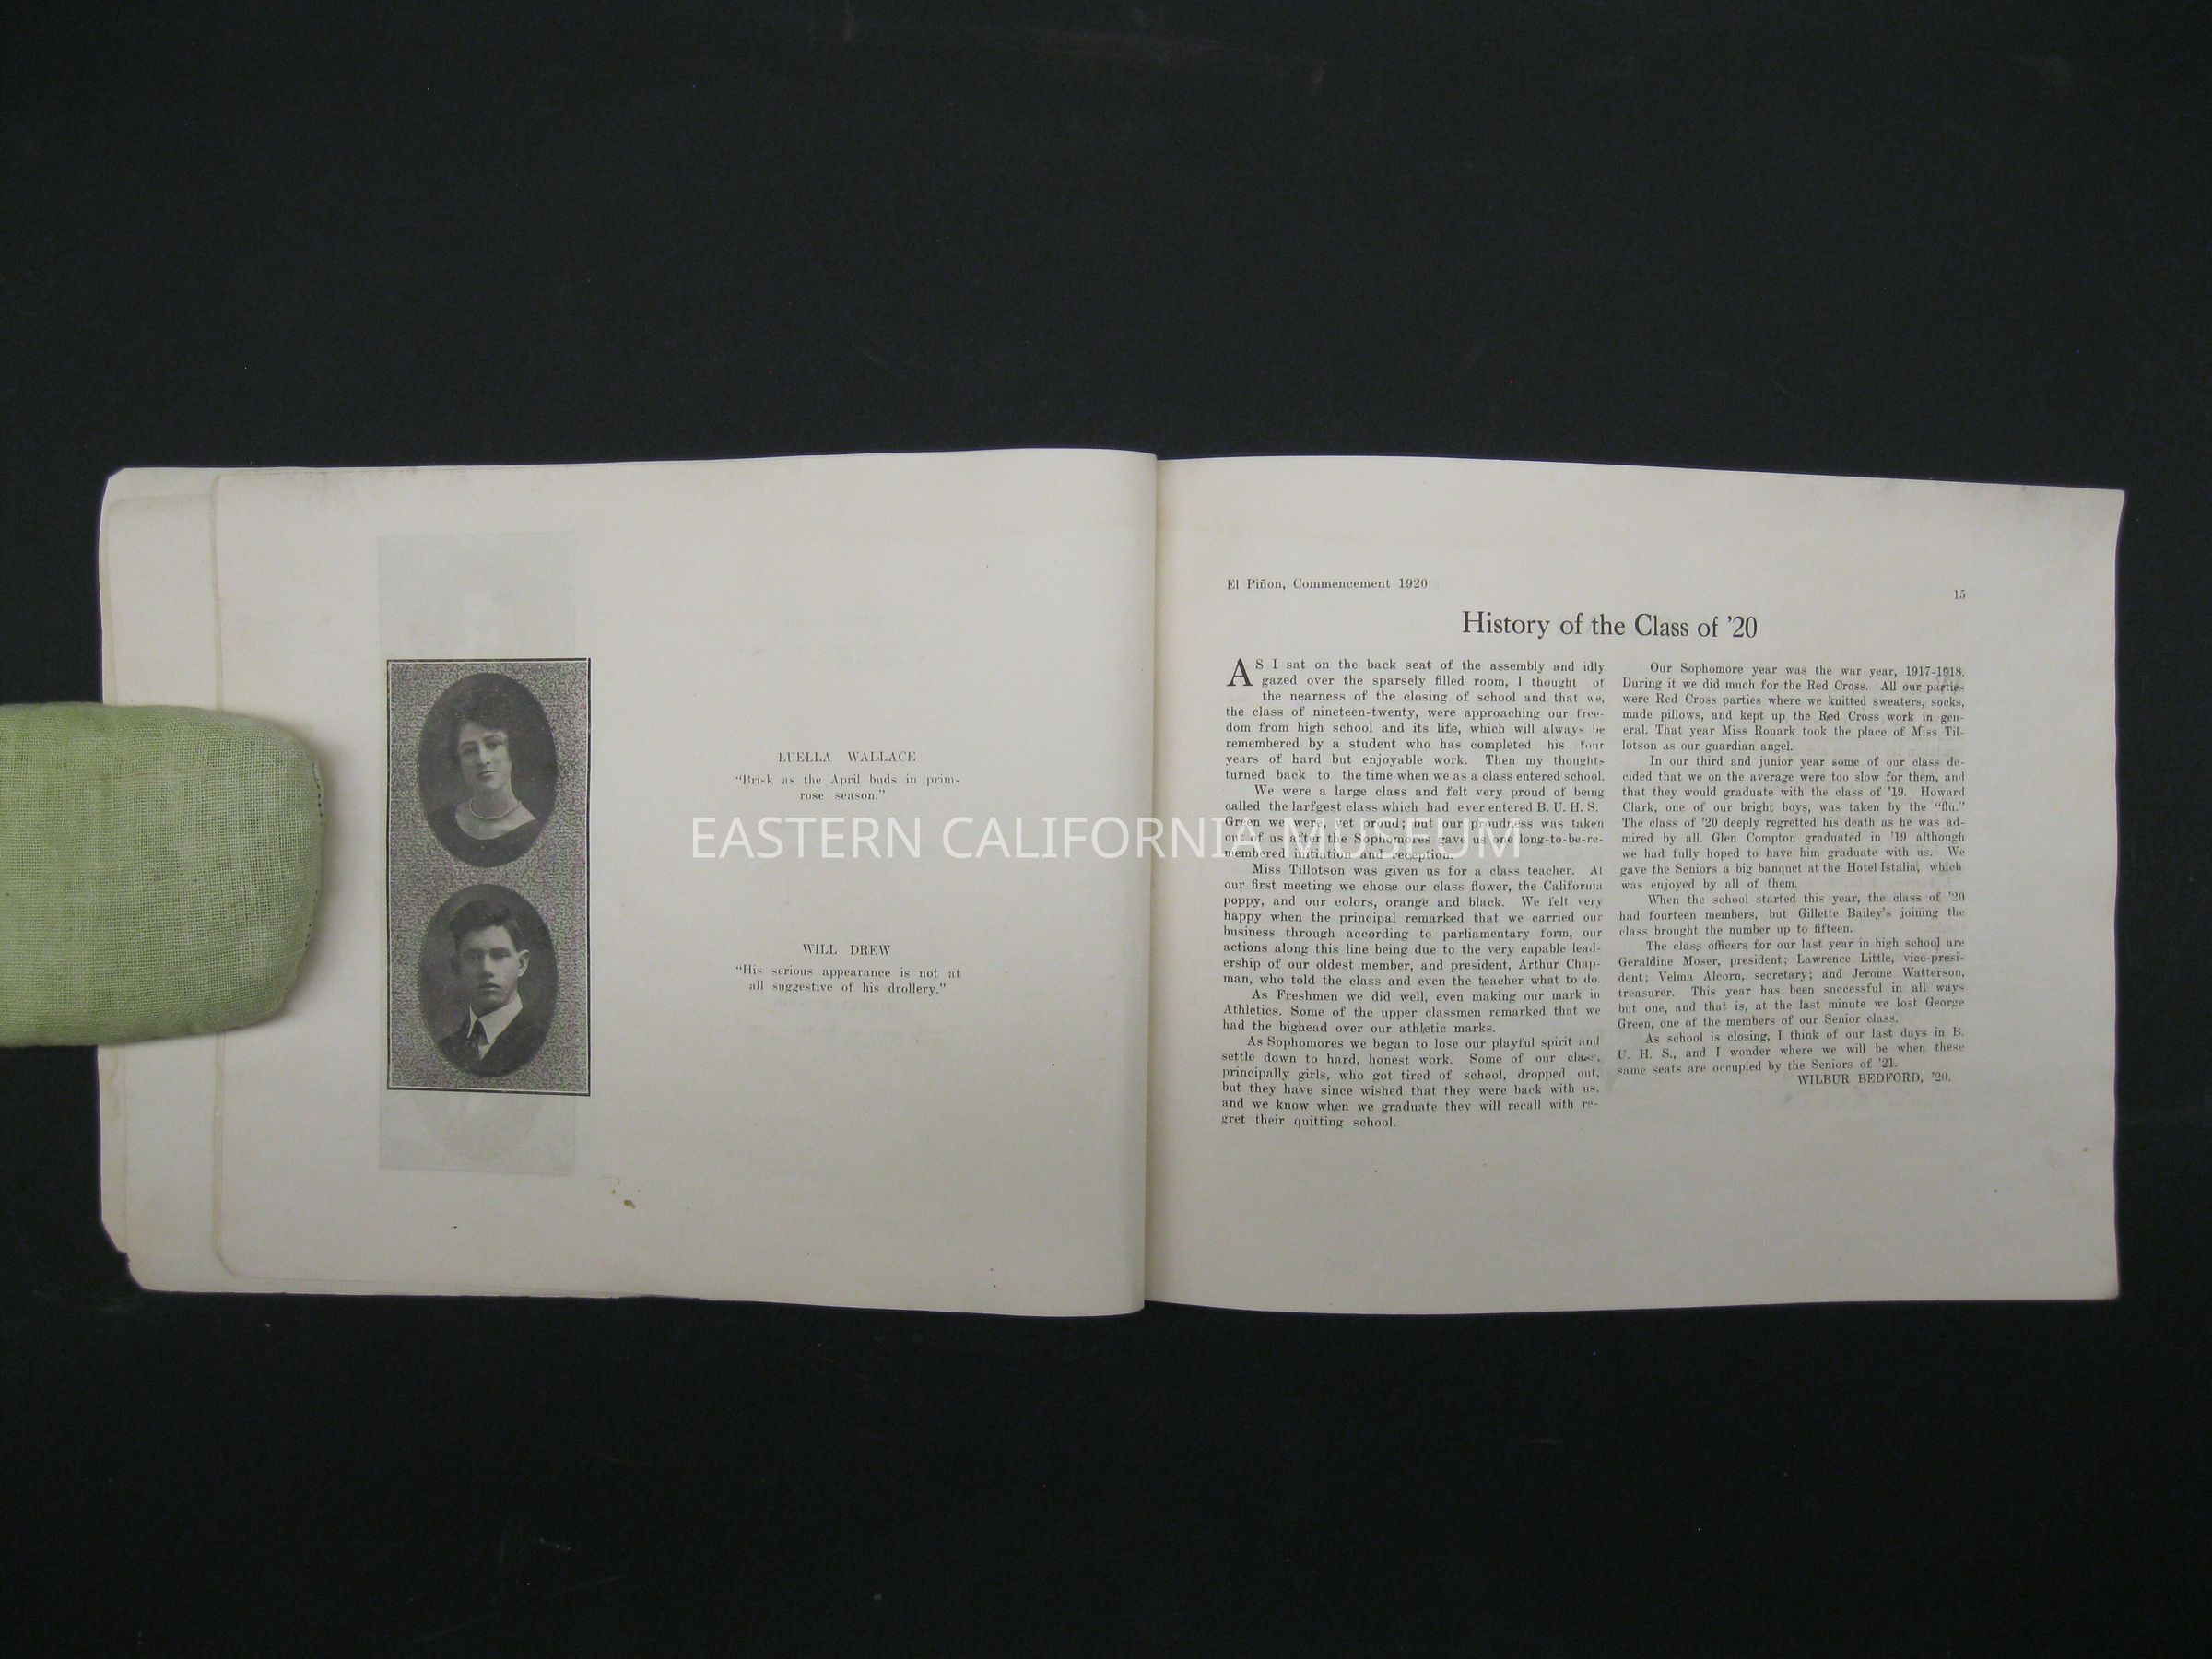 LUELLA WALLACE
"Brisk as the April buds in prim-
rose season."
WILL DREW
"His serious appearance is not at
all suggestive of his drollery."
EASTERN CALIFORNIA MUSEUM
El Piñon, Commencement 1920
15
History of the Class of '20
AS I sat on the back seat of the assembly and idly
gazed over the sparsely filled room, I thought of
the nearness of the closing of school and that we,
the class of nineteen-twenty, were approaching our free-
dom from high school and its life, which will always be
remembered by a student who has completed his four
years of hard but enjoyable work. Then my thoughts
turned back to the time when we as a class entered school.
We were a large class and felt very proud of being
called the larfgest class which had ever entered B. U. H. S.
Green we were, yet proud; but our proudness was taken
out of us after the Sophomores gave us one long-to-be-re-
membered initiation and reception.
Miss Tillotson was given us for a class teacher. At
our first meeting we chose our class flower, the California
poppy, and our colors, orange and black. We felt very
happy when the principal remarked that we carried our
business through according to parliamentary form, our
actions along this line being due to the very capable lead-
ership of our oldest member, and president, Arthur Chap-
man, who told the class and even the teacher what to do.
As Freshmen we did well, even making our mark in
Athletics. Some of the upper classmen remarked that we
had the bighead over our athletic marks.
As Sophomores we began to lose our playful spirit and
settle down to hard, honest work. Some of our class,
principally girls, who got tired of school, dropped out,
but they have since wished that they were back with us,
and we know when we graduate they will recall with re-
gret their quitting school.
Our Sophomore year was the war year, 1917-1918.
During it we did much for the Red Cross. All our parties
were Red Cross parties where we knitted sweaters, socks,
made pillows, and kept up the Red Cross work in gen-
eral. That year Miss Rouark took the place of Miss Til-
lotson as our guardian angel.
In our third and junior year some of our class de-
cided that we on the average were too slow for them, and
that they would graduate with the class of '19. Howard
Clark, one of our bright boys, was taken by the "flu."
The class of '20 deeply regretted his death as he was ad-
mired by all. Glen Compton graduated in '19 although
we had fully hoped to have him graduate with us. We
gave the Seniors a big banquet at the Hotel Istalia, which
was enjoyed by all of them.
When the school started this year, the class of '20
had fourteen members, but Gillette Bailey's joining the
class brought the number up to fifteen.
The class officers for our last year in high school are
Geraldine Moser, president; Lawrence Little, vice-presi-
dent; Velma Alcorn, secretary; and Jerome Watterson,
treasurer. This year has been successful in all ways
but one, and that is, at the last minute we lost George
Green, one of the members of our Senior class.
As school is closing, I think of our last days in B.
U. H. S., and I wonder where we will be when these
same seats are occupied by the Seniors of '21.
WILBUR BEDFORD, '20.